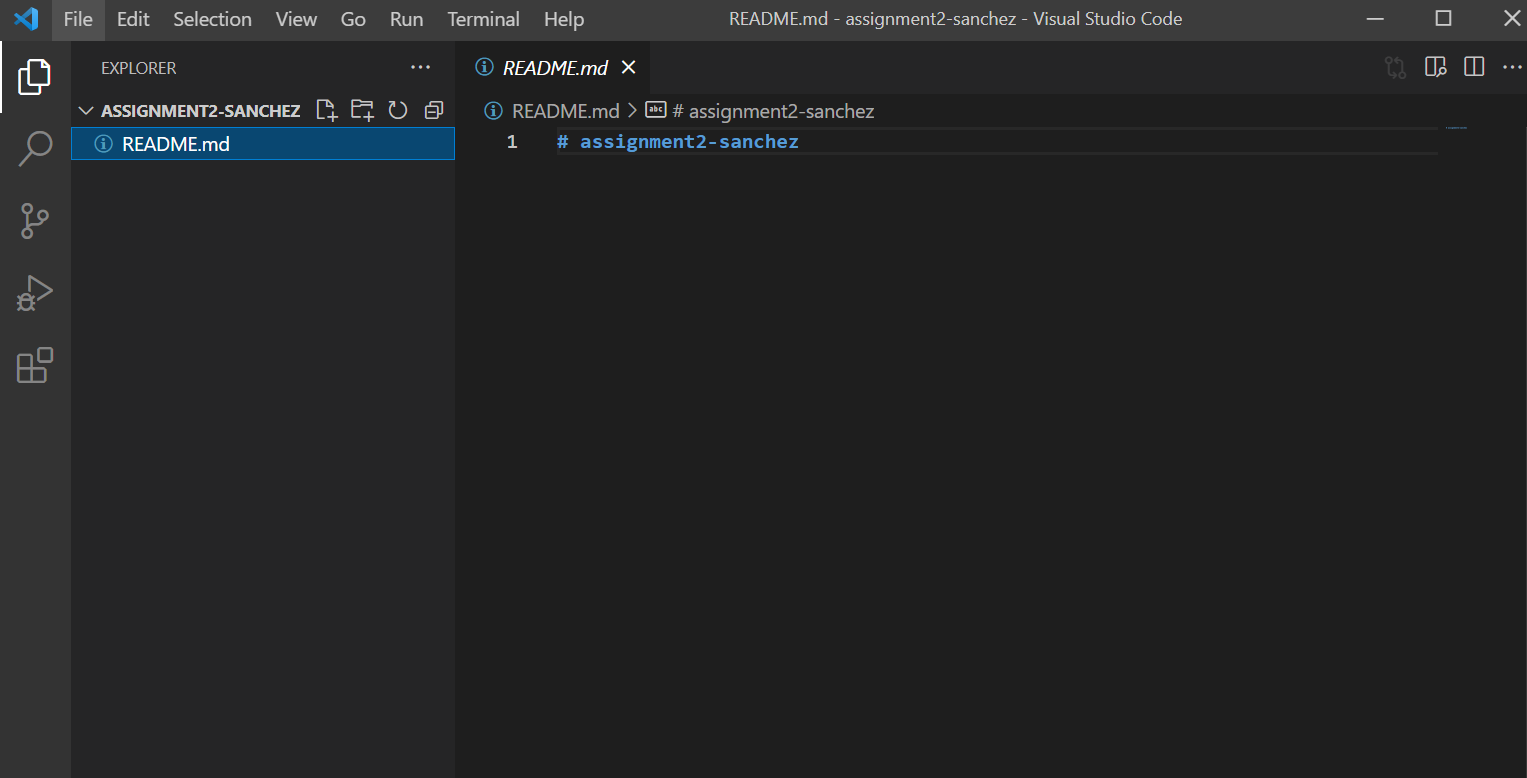 File Edit Selection View Go Run Terminal Help README.md - assignment2-sanchez - Visual Studio Code
EXPLORER
README.md
ASSIGNMENT2-SANCHEZ
README.md > abc # assignment2-sanchez
README.md
1 # assignment2-sanchez